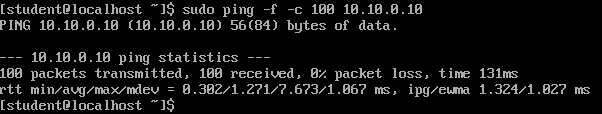 [student@localhost ~]$ sudo ping -f -c 100 10.10.0.10
PING 10.10.0.10 (10.10.0.10) 56(84) bytes of data.

--- 10.10.0.10 ping statistics ---
100 packets transmitted, 100 received, 0% packet loss, time 131ms
rtt min/avg/max/mdev = 0.302/1.271/7.673/1.067 ms, ipg/ewma 1.324/1.027 ms
[student@localhost ~]$